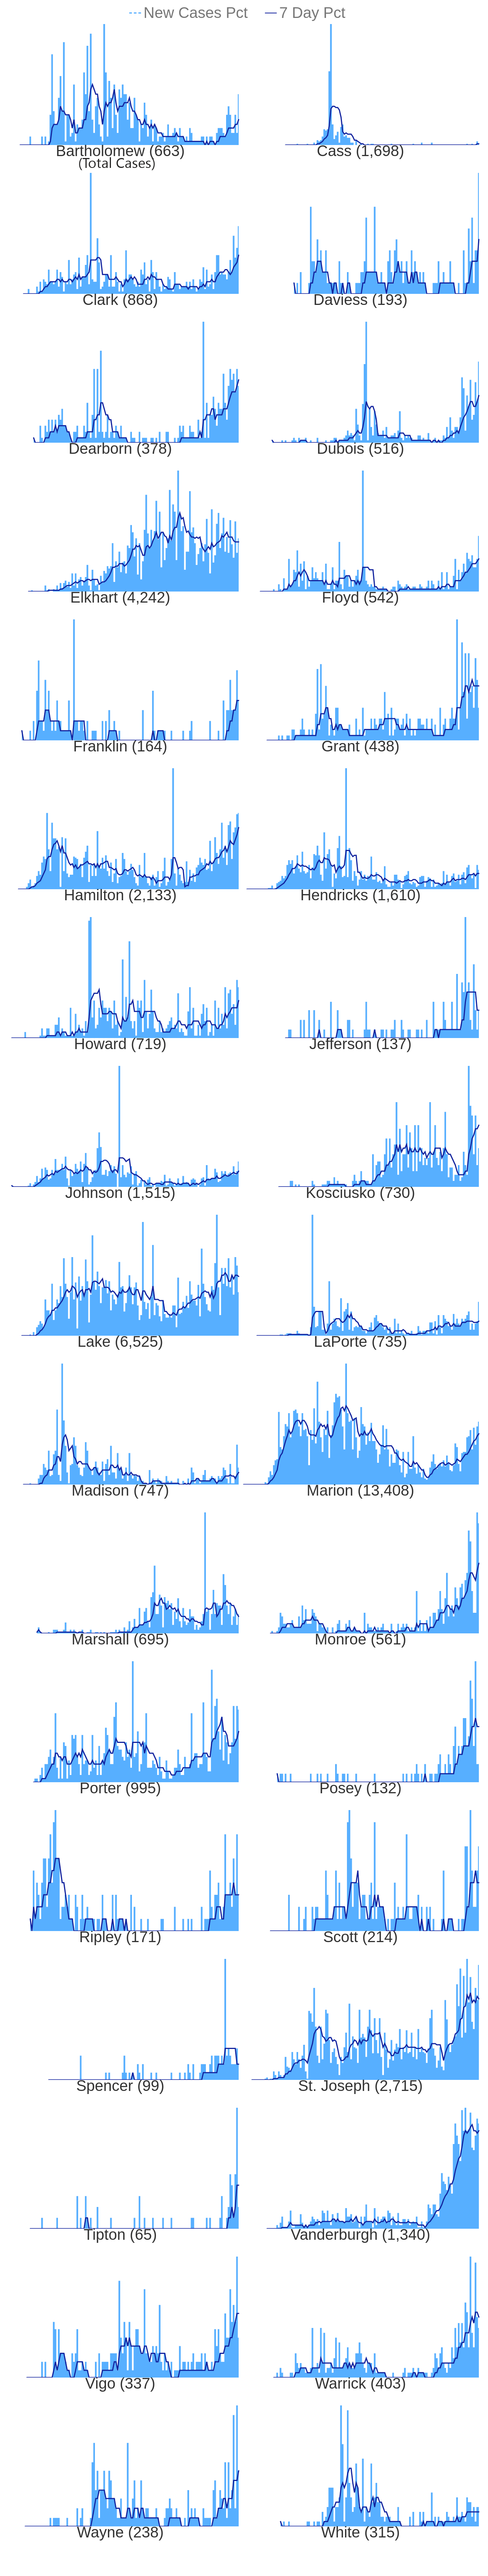 New Cases Pct 7 Day Pct
Bartholomew (663) Cass (1,698)
(Total Cases)
Clark (868) Daviess (193)
Dearborn (378) Dubois (516)
Elkhart (4,242) Floyd (542)
Franklin (164) Grant (438)
Hamilton (2,133) Hendricks (1,610)
Howard (719) Jefferson (137)
Johnson (1,515) Kosciusko (730)
Lake (6,525) LaPorte (735)
Madison (747) Marion (13,408)
Marshall (695) Monroe (561)
Porter (995) Posey (132)
Ripley (171) Scott (214)
Spencer (99) St. Joseph (2,715)
Tipton (65) Vanderburgh (1,340)
Vigo (337) Warrick (403)
Wayne (238) White (315)